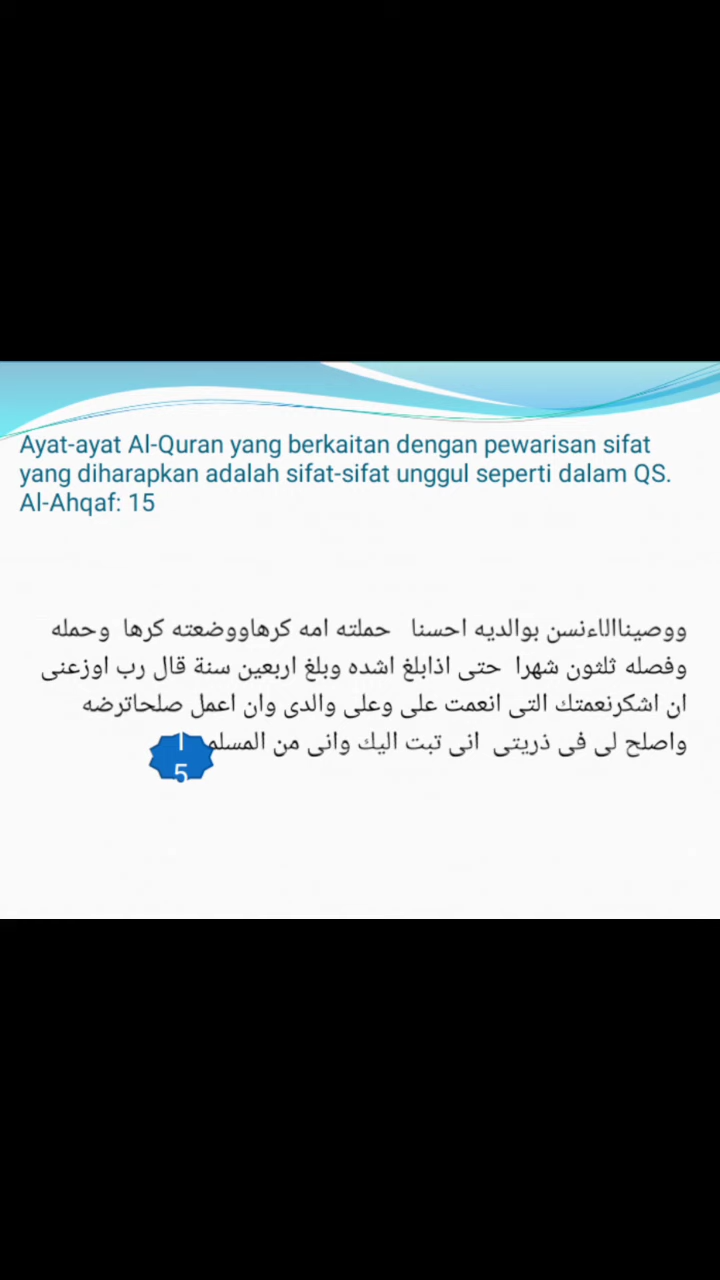 Ayat-ayat Al-Quran yang berkaitan dengan pewarisan sifat
yang diharapkan adalah sifat-sifat unggul seperti dalam QS.
Al-Ahqaf: 15
ووصيناالاءنسن بوالديه احسنا حملته امه كرهاووضعته كرها وحمله
وفصله ثلثون شهرا حتى اذابلغ اشده وبلغ اربعين سنة قال رب اوزعنى
ان اشكرنعمتك التى انعمت على وعلى والدى وان اعمل صلحاترضه
واصلح لى فى ذريتى انى تبت اليك وانى من
1
5